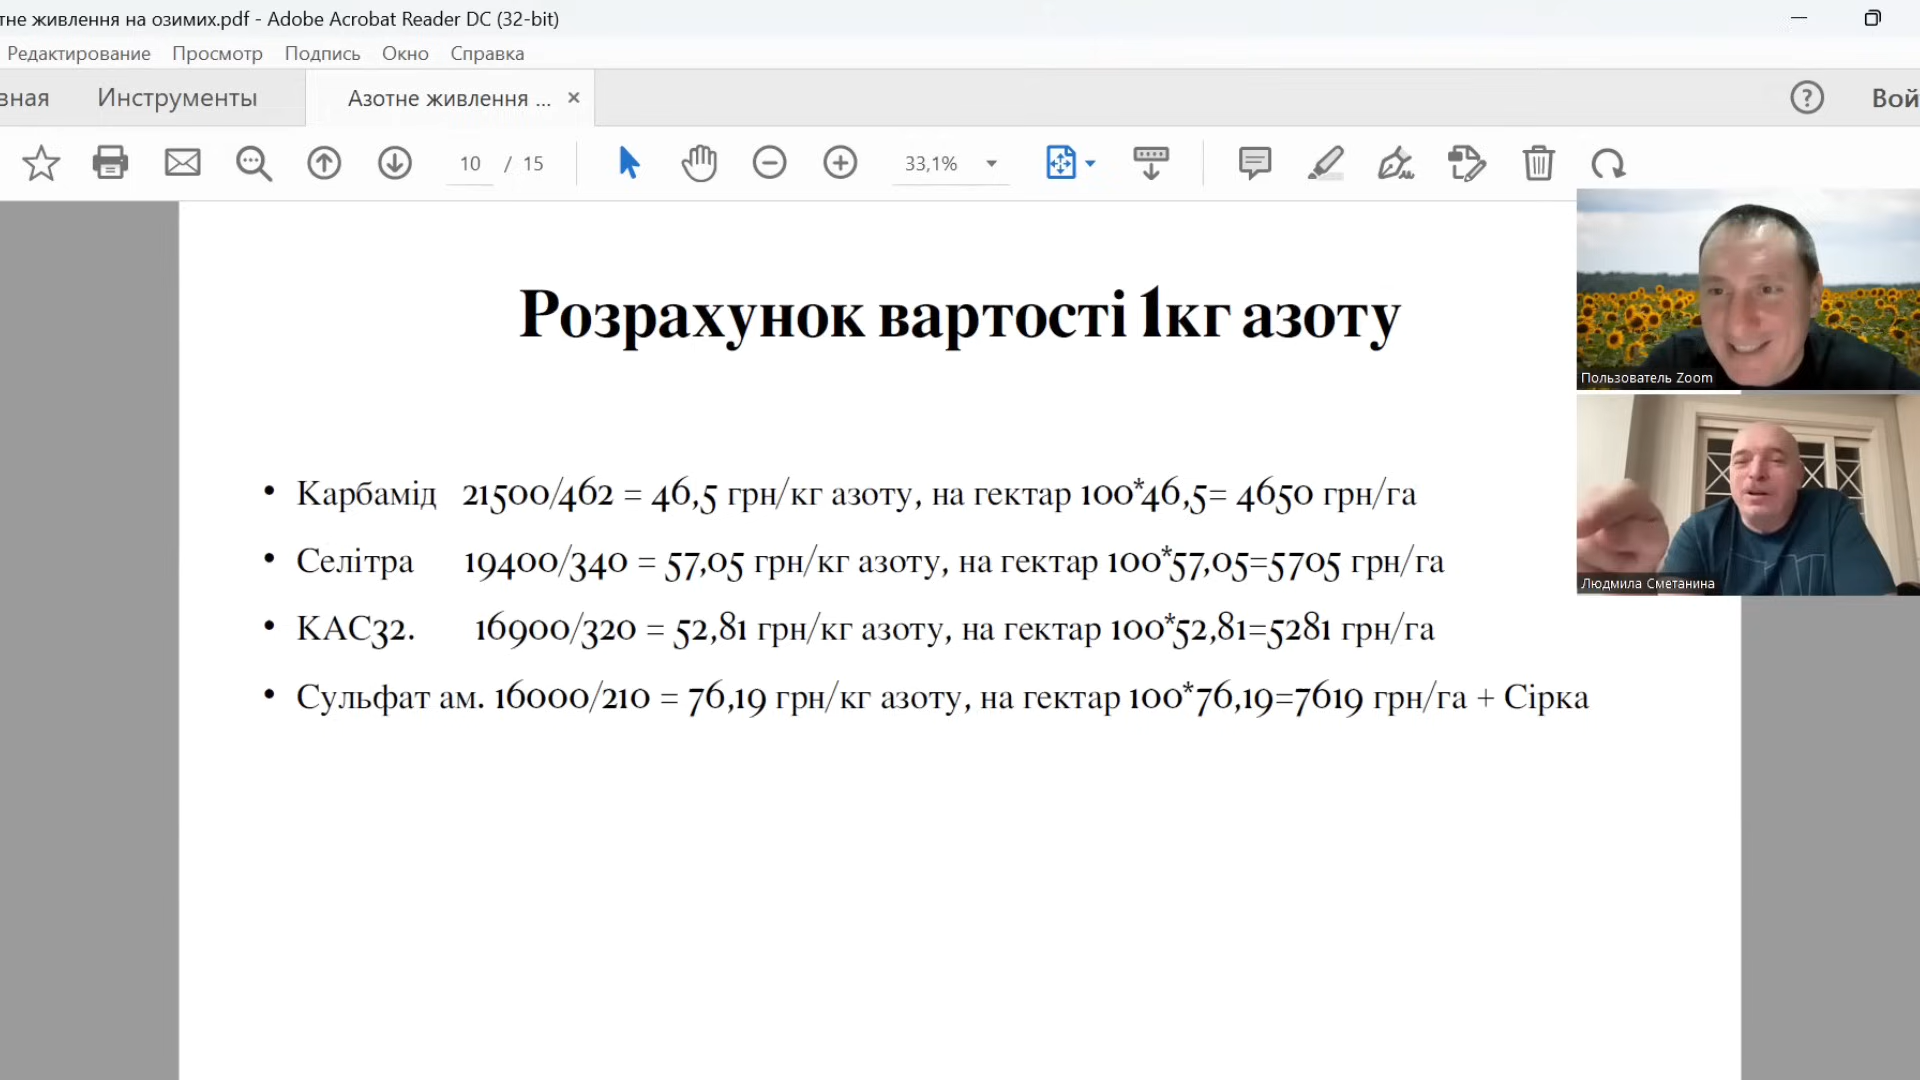 тне живлення на озимих.pdf - Adobe Acrobat Reader DC (32-bit)
Редактирование Просмотр Подпись Окно Справка
вная Инструменты Азотне живлення ... × ? Вой
10 / 15 33,1%
Розрахунок вартості 1кг азоту
• Карбамід 21500/462 = 46,5 грн/кг азоту, на гектар 100*46,5= 4650 грн/га
• Селітра 19400/340 = 57,05 грн/кг азоту, на гектар 100*57,05=5705 грн/га
• КАС32. 16900/320 = 52,81 грн/кг азоту, на гектар 100*52,81=5281 грн/га
• Сульфат ам. 16000/210 = 76,19 грн/кг азоту, на гектар 100*76,19=7619 грн/га + Сірка
Пользователь Zoom
Людмила Сметанина